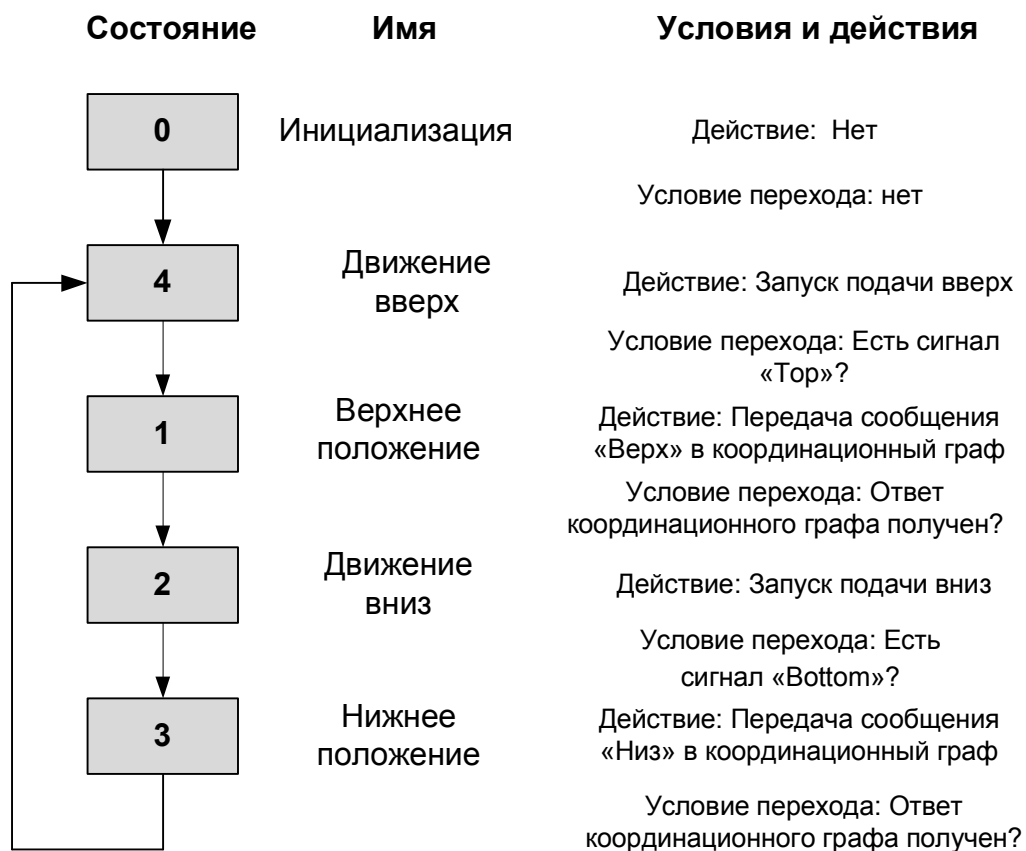 Состояние Имя Условия и действия
0 Инициализация Действие: Нет
Условие перехода: нет
4 Движение вверх Действие: Запуск подачи вверх
Условие перехода: Есть сигнал
«Top»?
1 Верхнее положение Действие: Передача сообщения
«Верх» в координационный граф
Условие перехода: Ответ
координационного графа получен?
2 Движение вниз Действие: Запуск подачи вниз
Условие перехода: Есть
сигнал «Bottom»?
3 Нижнее положение Действие: Передача сообщения
«Низ» в координационный граф
Условие перехода: Ответ
координационного графа получен?